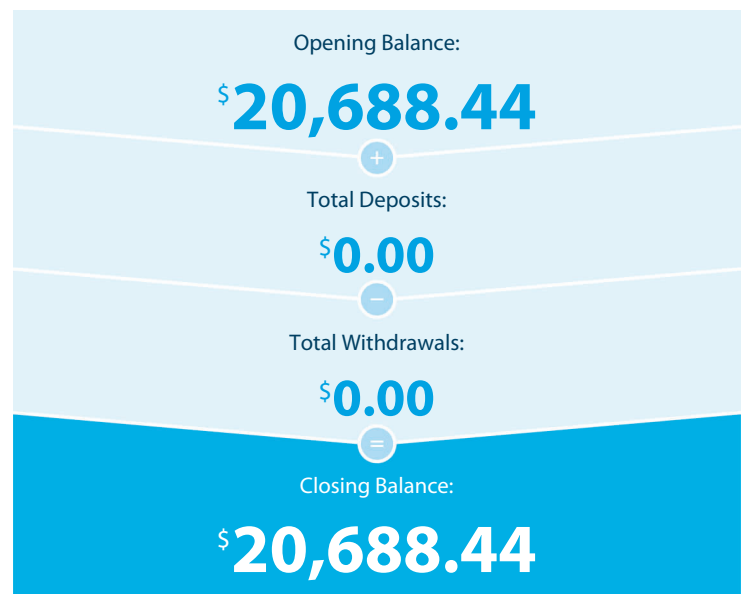 Opening Balance:
$20,688.44
+
Total Deposits:
$0.00
−
Total Withdrawals:
$0.00
=
Closing Balance:
$20,688.44